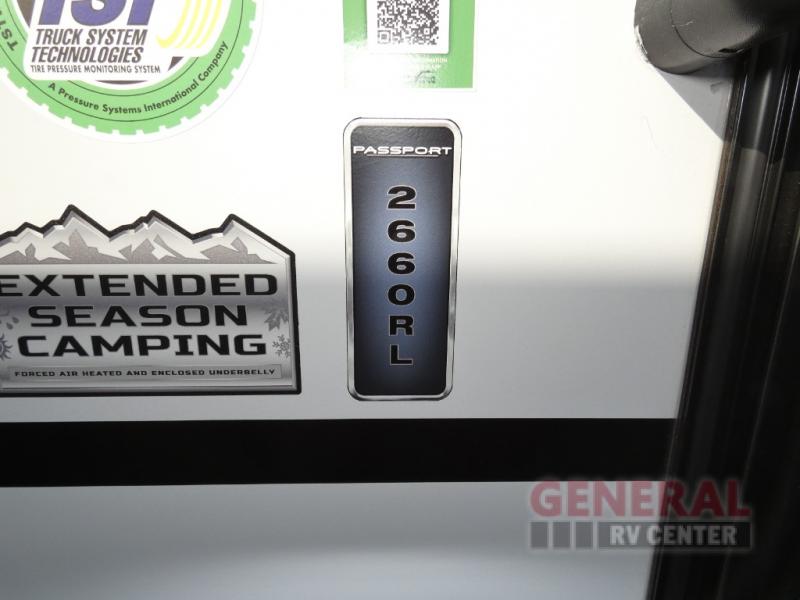 TST
TRUCK SYSTEM
TECHNOLOGIES
TIRE PRESSURE MONITORING SYSTEM
A Pressure Systems International Company
PASSPORT
2660RL
EXTENDED
SEASON
CAMPING
FORCED AIR HEATED AND ENCLOSED UNDERBELLY
GENERAL
RV CENTER